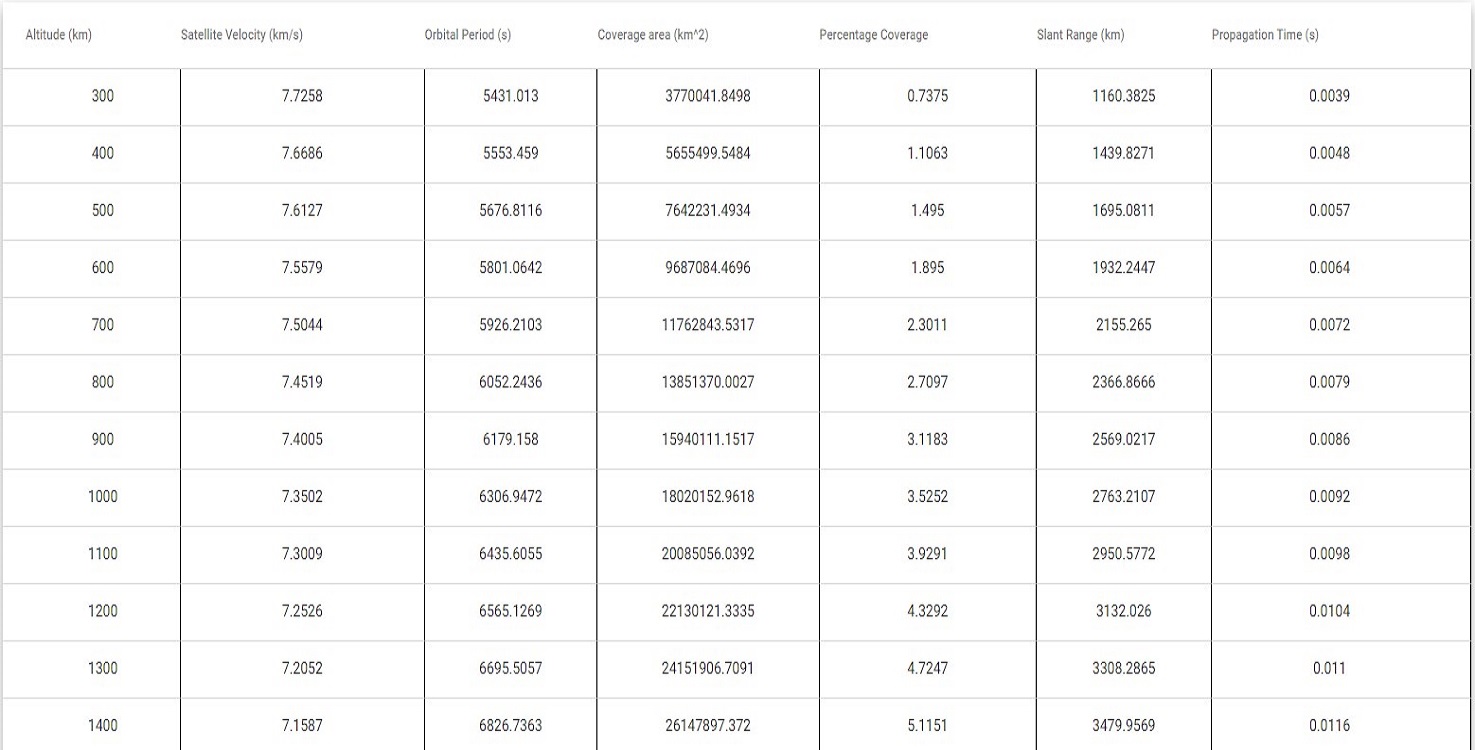 Altitude (km) Satellite Velocity (km/s) Orbital Period (s) Coverage area (km^2) Percentage Coverage Slant Range (km) Propagation Time (s)
300 7.7258 5431.013 3770041.8498 0.7375 1160.3825 0.0039
400 7.6686 5553.459 5655499.5484 1.1063 1439.8271 0.0048
500 7.6127 5676.8116 7642231.4934 1.495 1695.0811 0.0057
600 7.5579 5801.0642 9687084.4696 1.895 1932.2447 0.0064
700 7.5044 5926.2103 11762843.5317 2.3011 2155.265 0.0072
800 7.4519 6052.2436 13851370.0027 2.7097 2366.8666 0.0079
900 7.4005 6179.158 15940111.1517 3.1183 2569.0217 0.0086
1000 7.3502 6306.9472 18020152.9618 3.5252 2763.2107 0.0092
1100 7.3009 6435.6055 20085056.0392 3.9291 2950.5772 0.0098
1200 7.2526 6565.1269 22130121.3335 4.3292 3132.026 0.0104
1300 7.2052 6695.5057 24151906.7091 4.7247 3308.2865 0.011
1400 7.1587 6826.7363 26147897.372 5.1151 3479.9569 0.0116